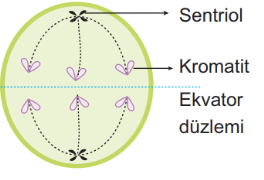 Sentriol
Kromatit
Ekvator
düzlemi